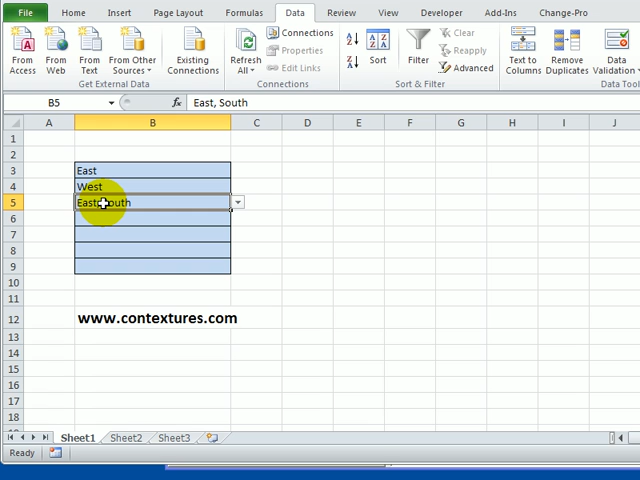 File Home Insert Page Layout Formulas Data Review View Developer Add-Ins Change-Pro
From Access
From Web
From Text
From Other Sources
Existing Connections
Refresh All
Connections
Properties
Edit Links
Sort
Filter
Clear
Reapply
Advanced
Text to Columns
Remove Duplicates
Data Validation
Get External Data Connections Sort & Filter Data Tools
B5 fx East, South
A B C D E F G H I J
1
2
3 East
4 West
5 East, South
6
7
8
9
10
11
12 www.contextures.com
13
14
15
16
17
18
Sheet1 Sheet2 Sheet3
Ready